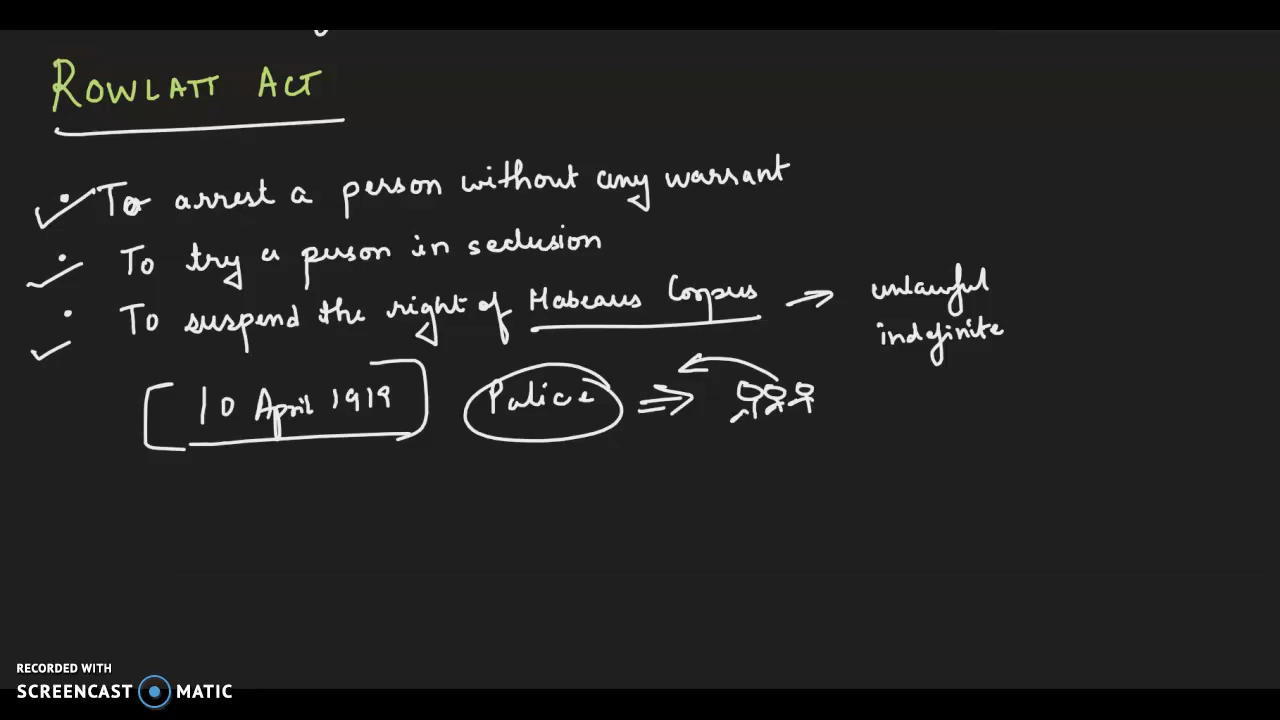 ROWLATT ACT
• To arrest a person without any warrant
• To try a person in seclusion
• To suspend the right of Habeaus Corpus → unlawful
indefinite
[10 April 1919] Police ⇒
RECORDED WITH
SCREENCAST MATIC